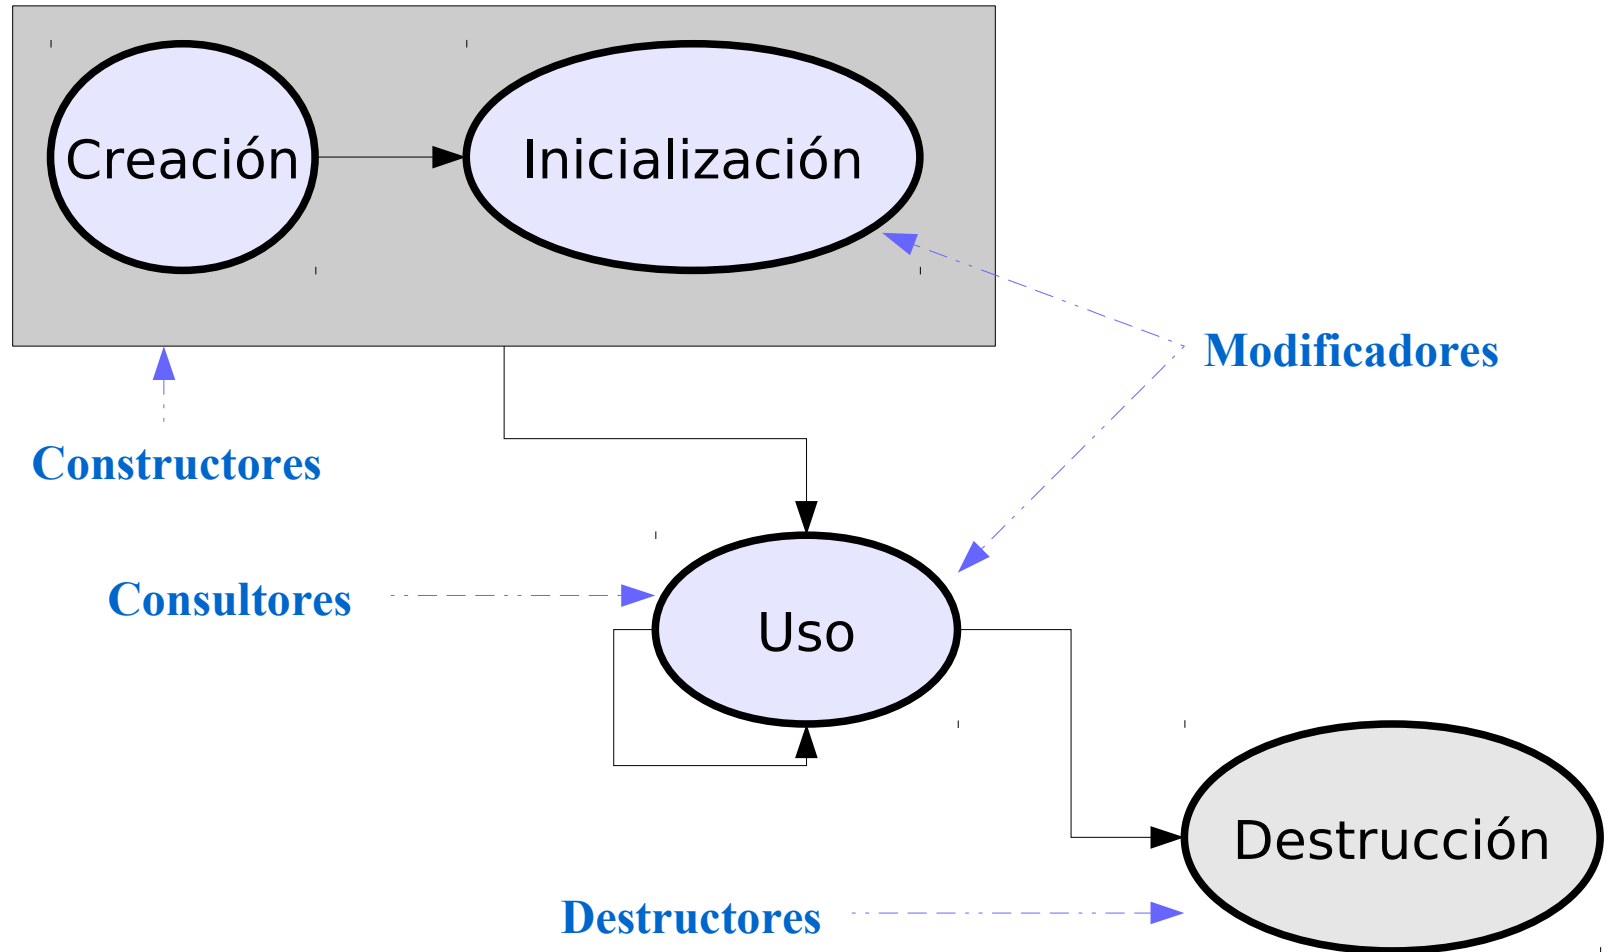 Creación
Inicialización
Modificadores
Constructores
Consultores
Uso
Destrucción
Destructores